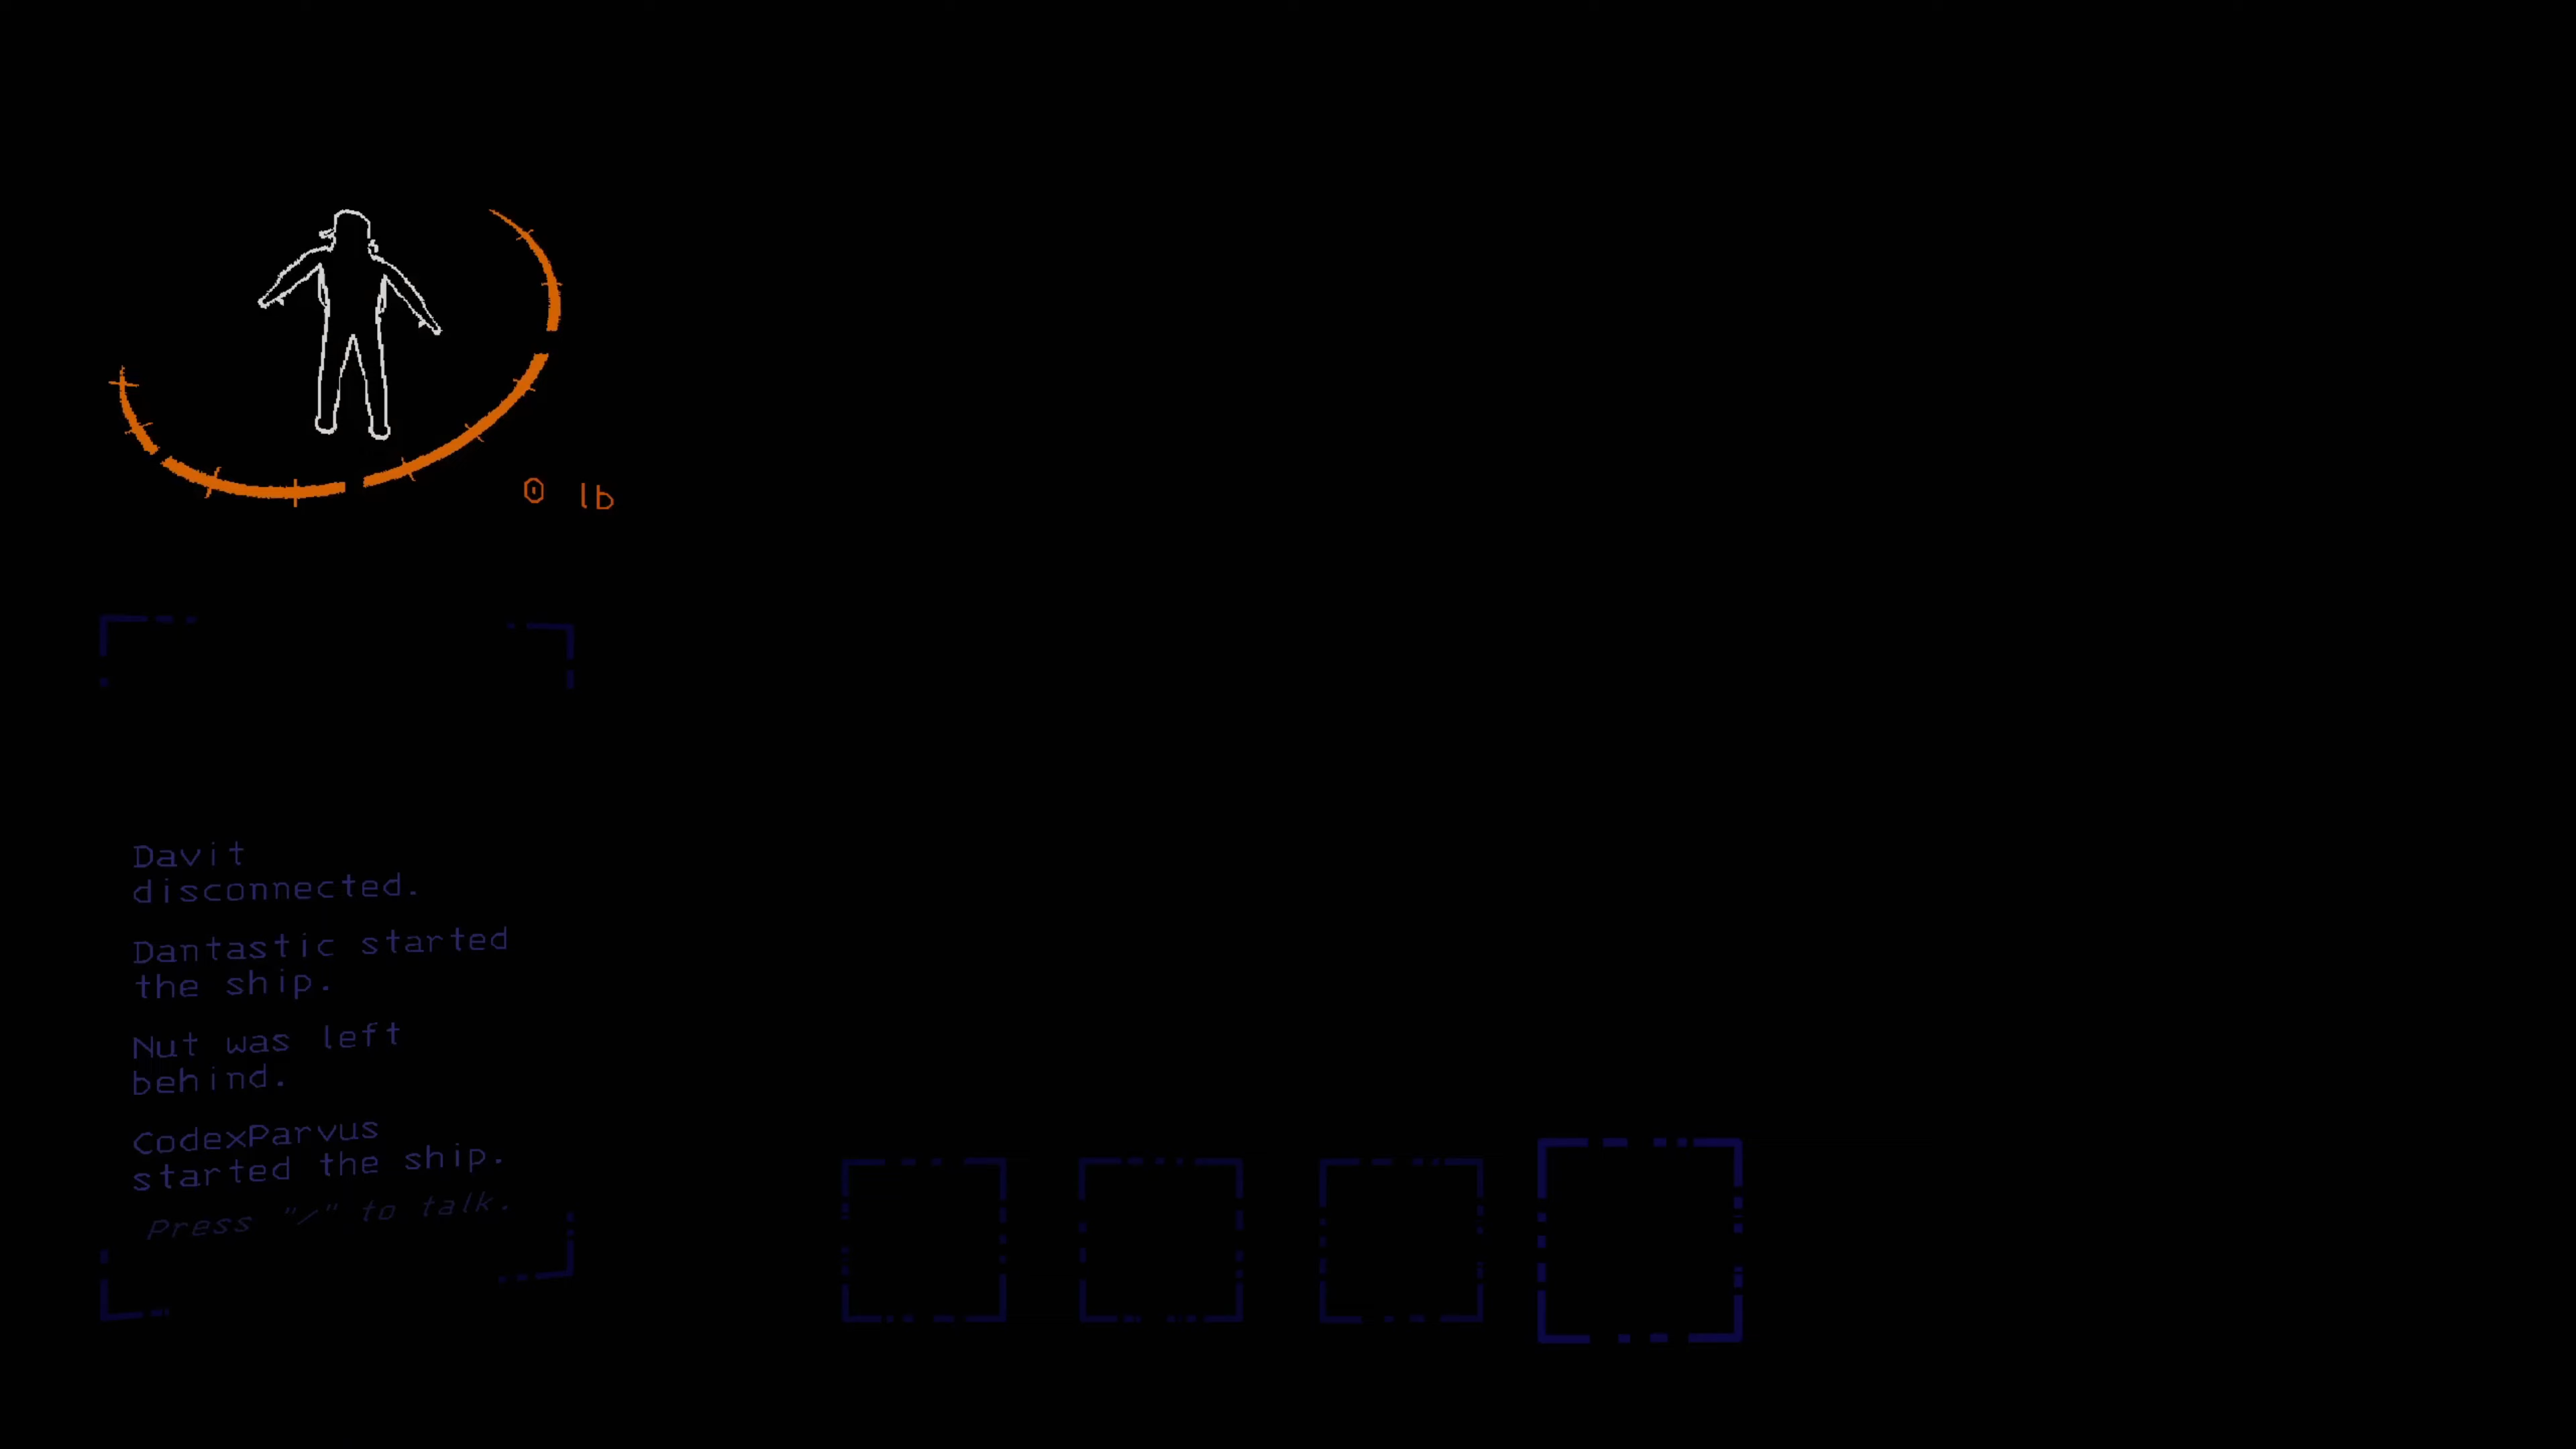 0 lb
Davit
disconnected.
Dantastic started
the ship.
Nut was left
behind.
CodexParvus
started the ship.
Press "/" to talk.